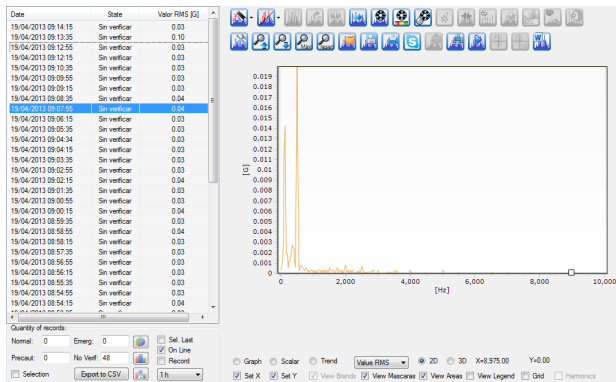 Date State Valor RMS [G]
19/04/2013 09:14:15 Sin verificar 0.03
19/04/2013 09:13:35 Sin verificar 0.10
19/04/2013 09:12:55 Sin verificar 0.03
19/04/2013 09:12:15 Sin verificar 0.03
19/04/2013 09:10:35 Sin verificar 0.03
19/04/2013 09:09:55 Sin verificar 0.03
19/04/2013 09:09:15 Sin verificar 0.03
19/04/2013 09:08:35 Sin verificar 0.04
19/04/2013 09:07:55 Sin verificar 0.04
19/04/2013 09:06:15 Sin verificar 0.03
19/04/2013 09:05:35 Sin verificar 0.03
19/04/2013 09:04:34 Sin verificar 0.03
19/04/2013 09:04:15 Sin verificar 0.03
19/04/2013 09:03:35 Sin verificar 0.03
19/04/2013 09:02:55 Sin verificar 0.03
19/04/2013 09:02:15 Sin verificar 0.04
19/04/2013 09:01:35 Sin verificar 0.03
19/04/2013 09:00:55 Sin verificar 0.03
19/04/2013 09:00:15 Sin verificar 0.04
19/04/2013 08:59:35 Sin verificar 0.03
19/04/2013 08:58:55 Sin verificar 0.04
19/04/2013 08:58:15 Sin verificar 0.03
19/04/2013 08:57:35 Sin verificar 0.03
19/04/2013 08:56:55 Sin verificar 0.03
19/04/2013 08:56:15 Sin verificar 0.03
19/04/2013 08:55:35 Sin verificar 0.03
19/04/2013 08:54:55 Sin verificar 0.03
19/04/2013 08:54:15 Sin verificar 0.04
Quantity of records:
Normal: 0 Emerg: 0 Sel. Last
On Line
Precaut: 0 No Verif: 48 Record
Selection Export to CSV 1 h
0.019
0.018
0.017
0.016
0.015
0.014
0.013
0.012
0.011
0.01
0.009
0.008
0.007
0.006
0.005
0.004
0.003
0.002
0.001
0
[G]
0 2,000 4,000 6,000 8,000 10,000
[Hz]
Graph Scalar Trend Value RMS 2D 3D X=8,975.00 Y=0.00
Set X Set Y View Brands View Mascaras View Areas View Legend Grid Harmonics